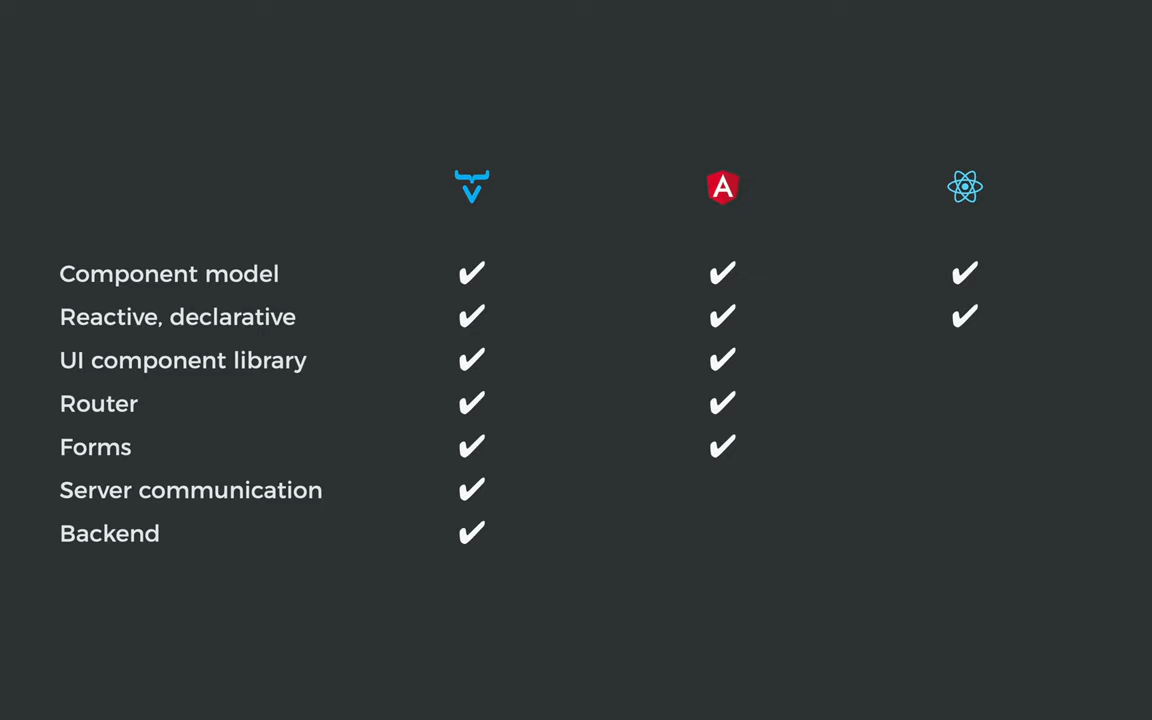 Component model ✔ ✔ ✔
Reactive, declarative ✔ ✔ ✔
UI component library ✔ ✔
Router ✔ ✔
Forms ✔ ✔
Server communication ✔
Backend ✔